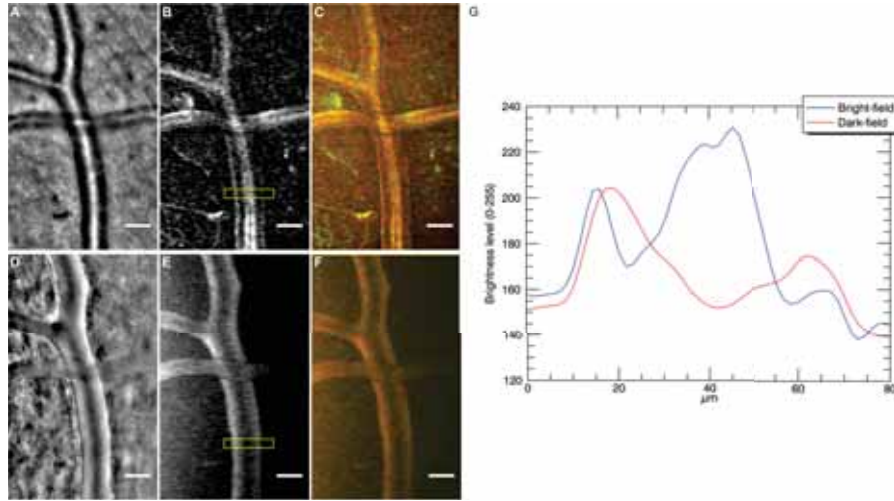 A
B
C
G
D
E
F
Bright-field
Dark-field
240
220
200
180
160
140
120
Brightness level (0-255)
0
20
40
60
80
μm